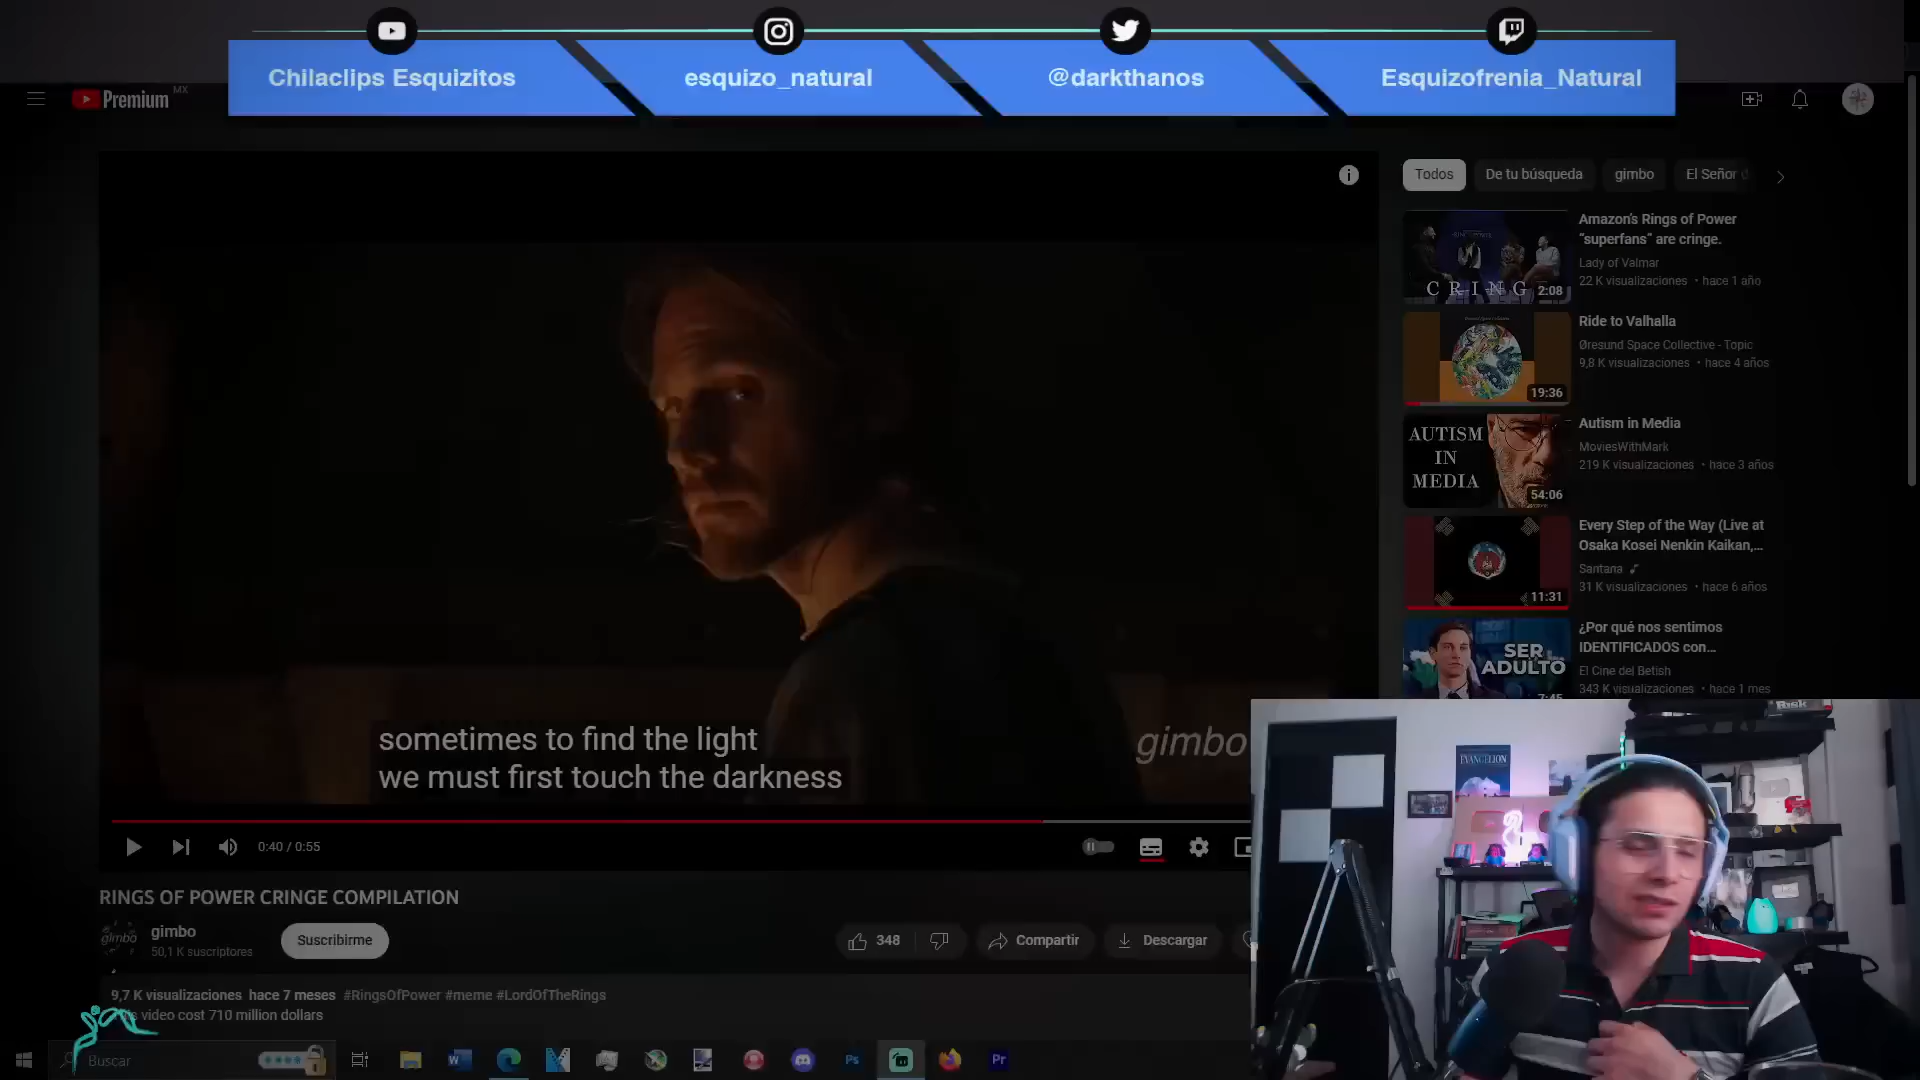 Chilaclips Esquizitos
esquizo_natural
@darkthanos
Esquizofrenia_Natural
Premium MX
Todos
De tu búsqueda
gimbo
El Señor d
Amazon's Rings of Power
"superfans" are cringe.
Lady of Valmar
22 K visualizaciones • hace 1 año
CRING
2:08
Ride to Valhalla
Øresund Space Collective - Topic
9,8 K visualizaciones • hace 4 años
19:36
Autism in Media
MoviesWithMark
219 K visualizaciones • hace 3 años
AUTISM
IN
MEDIA
54:06
Every Step of the Way (Live at
Osaka Kosei Nenkin Kaikan,...
Santana
31 K visualizaciones • hace 6 años
11:31
¿Por qué nos sentimos
IDENTIFICADOS con...
El Cine del Betish
343 K visualizaciones • hace 1 mes
SER
ADULTO
7:45
sometimes to find the light
we must first touch the darkness
gimbo
0:40 / 0:55
RINGS OF POWER CRINGE COMPILATION
gimbo
gimbo
50,1 K suscriptores
Suscribirme
348
Compartir
Descargar
9,7 K visualizaciones hace 7 meses #RingsOfPower #meme #LordOfTheRings
video cost 710 million dollars
Buscar
W
Ps
Pr
EVANGELION
Risk